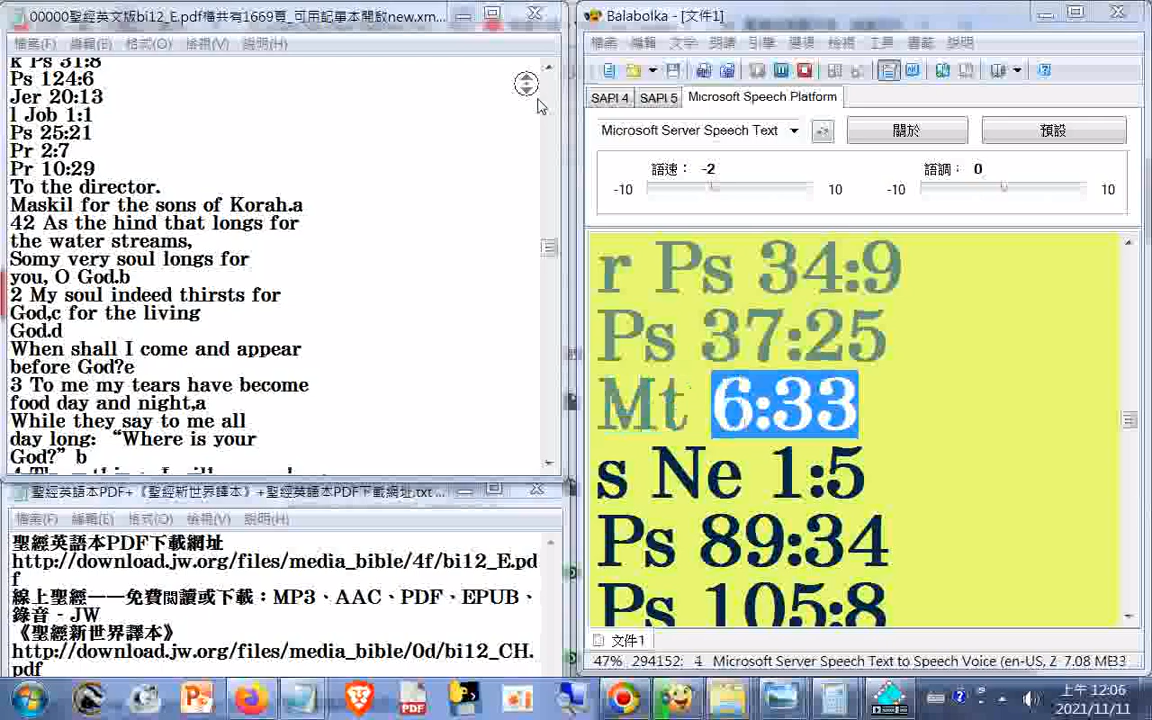 00000聖經英文版bi12_E.pdf檔共有1669頁_可用記事本開啟new.xm...
檔案(F) 編輯(E) 格式(O) 檢視(V) 說明(H)
k Ps 31:8
Ps 124:6
Jer 20:13
l Job 1:1
Ps 25:21
Pr 2:7
Pr 10:29
To the director.
Maskil for the sons of Korah.a
42 As the hind that longs for
the water streams,
Somy very soul longs for
you, O God.b
2 My soul indeed thirsts for
God,c for the living
God.d
When shall I come and appear
before God?e
3 To me my tears have become
food day and night,a
While they say to me all
day long: “Where is your
God?” b
聖經英語本PDF+《聖經新世界譯本》+聖經英語本PDF下載網址.txt ...
檔案(F) 編輯(E) 格式(O) 檢視(V) 說明(H)
聖經英語本PDF下載網址
http://download.jw.org/files/media_bible/4f/bi12_E.pd
f
線上聖經——免費閱讀或下載：MP3、AAC、PDF、EPUB、
錄音 - JW
《聖經新世界譯本》
http://download.jw.org/files/media_bible/0d/bi12_CH.
pdf
Balabolka - [文件1]
檔案 編輯 文字 朗讀 引擎 選項 檢視 工具 書籤 說明
SAPI 4 SAPI 5 Microsoft Speech Platform
Microsoft Server Speech Text 關於 預設
語速： -2 語調： 0
-10 10 -10 10
r Ps 34:9
Ps 37:25
Mt 6:33
s Ne 1:5
Ps 89:34
Ps 105:8
文件1
47% 294152: 4 Microsoft Server Speech Text to Speech Voice (en-US, Z 7.08 MB3
上午 12:06
2021/11/11